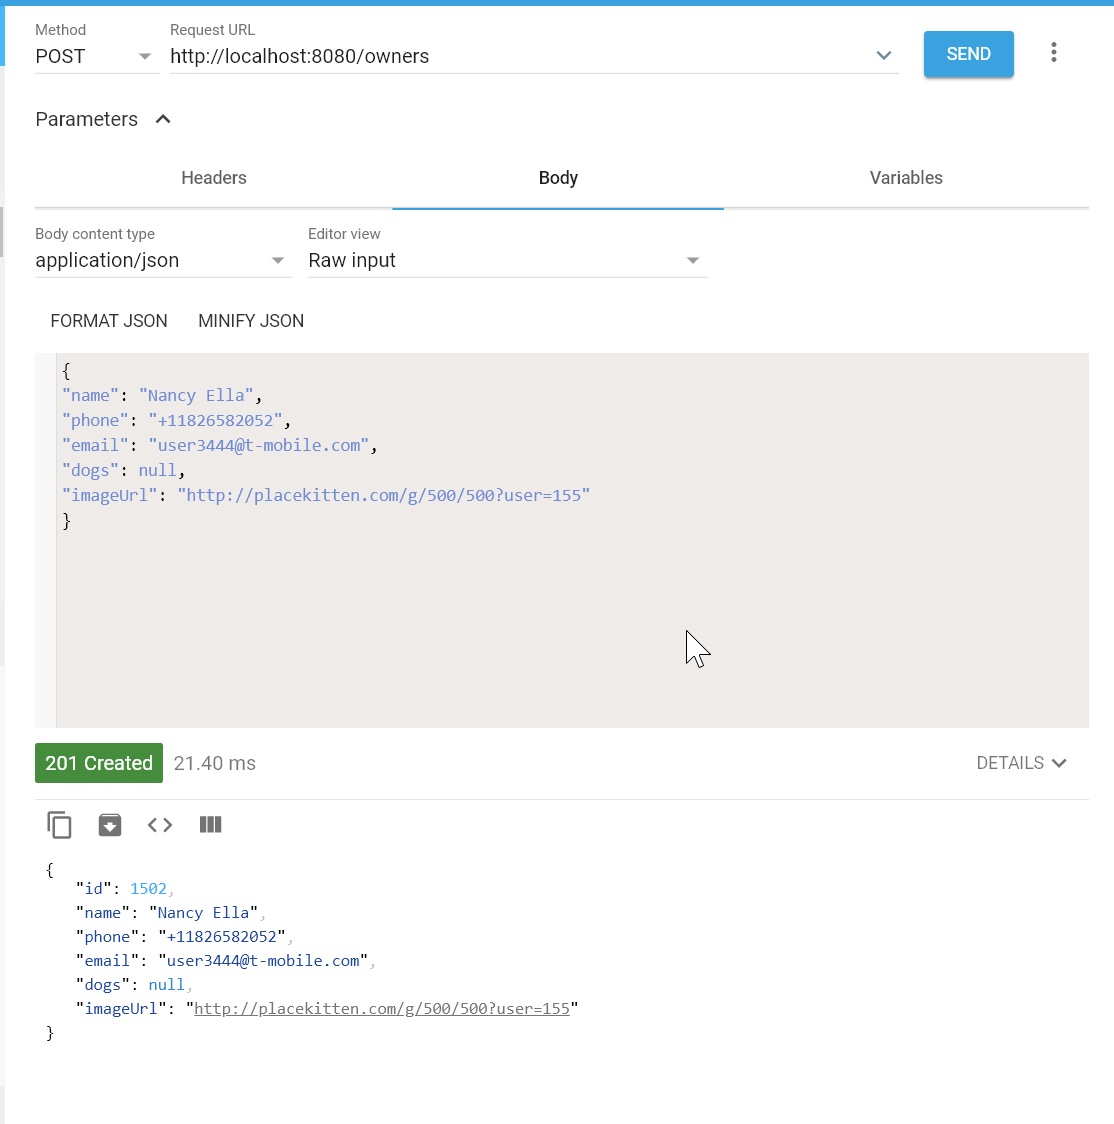 Method Request URL
POST http://localhost:8080/owners SEND
Parameters
Headers Body Variables
Body content type Editor view
application/json Raw input
FORMAT JSON MINIFY JSON
{
"name": "Nancy Ella",
"phone": "+11826582052",
"email": "user3444@t-mobile.com",
"dogs": null,
"imageUrl": "http://placekitten.com/g/500/500?user=155"
}
201 Created 21.40 ms DETAILS
{
"id": 1502,
"name": "Nancy Ella",
"phone": "+11826582052",
"email": "user3444@t-mobile.com",
"dogs": null,
"imageUrl": "http://placekitten.com/g/500/500?user=155"
}